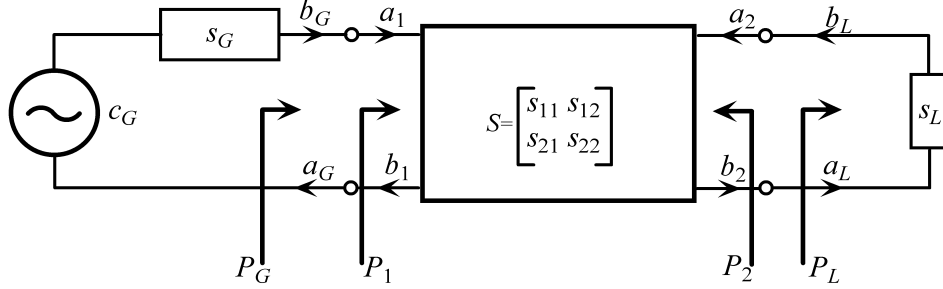 b_G a_1 a_2 b_L
s_G
c_G
S= [s_11 s_12
s_21 s_22]
s_L
a_G b_1 b_2 a_L
P_G P_1 P_2 P_L